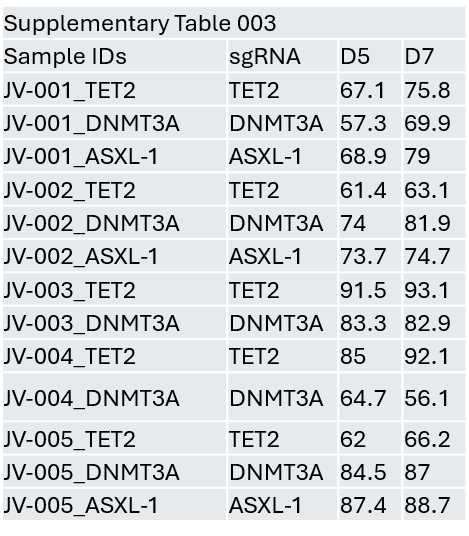 Supplementary Table 003
Sample IDs sgRNA D5 D7
JV-001_TET2 TET2 67.1 75.8
JV-001_DNMT3A DNMT3A 57.3 69.9
JV-001_ASXL-1 ASXL-1 68.9 79
JV-002_TET2 TET2 61.4 63.1
JV-002_DNMT3A DNMT3A 74 81.9
JV-002_ASXL-1 ASXL-1 73.7 74.7
JV-003_TET2 TET2 91.5 93.1
JV-003_DNMT3A DNMT3A 83.3 82.9
JV-004_TET2 TET2 85 92.1
JV-004_DNMT3A DNMT3A 64.7 56.1
JV-005_TET2 TET2 62 66.2
JV-005_DNMT3A DNMT3A 84.5 87
JV-005_ASXL-1 ASXL-1 87.4 88.7